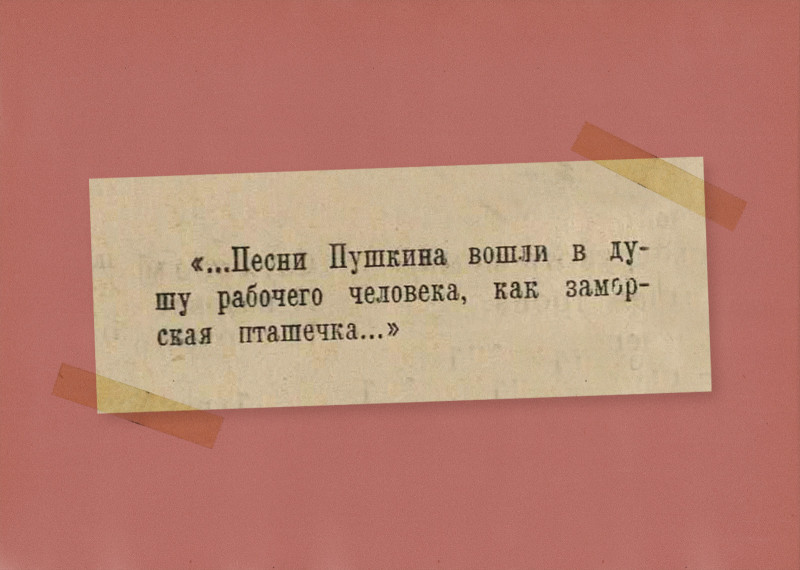 «...Песни Пушкина вошли в ду-
шу рабочего человека, как замор-
ская пташечка...»